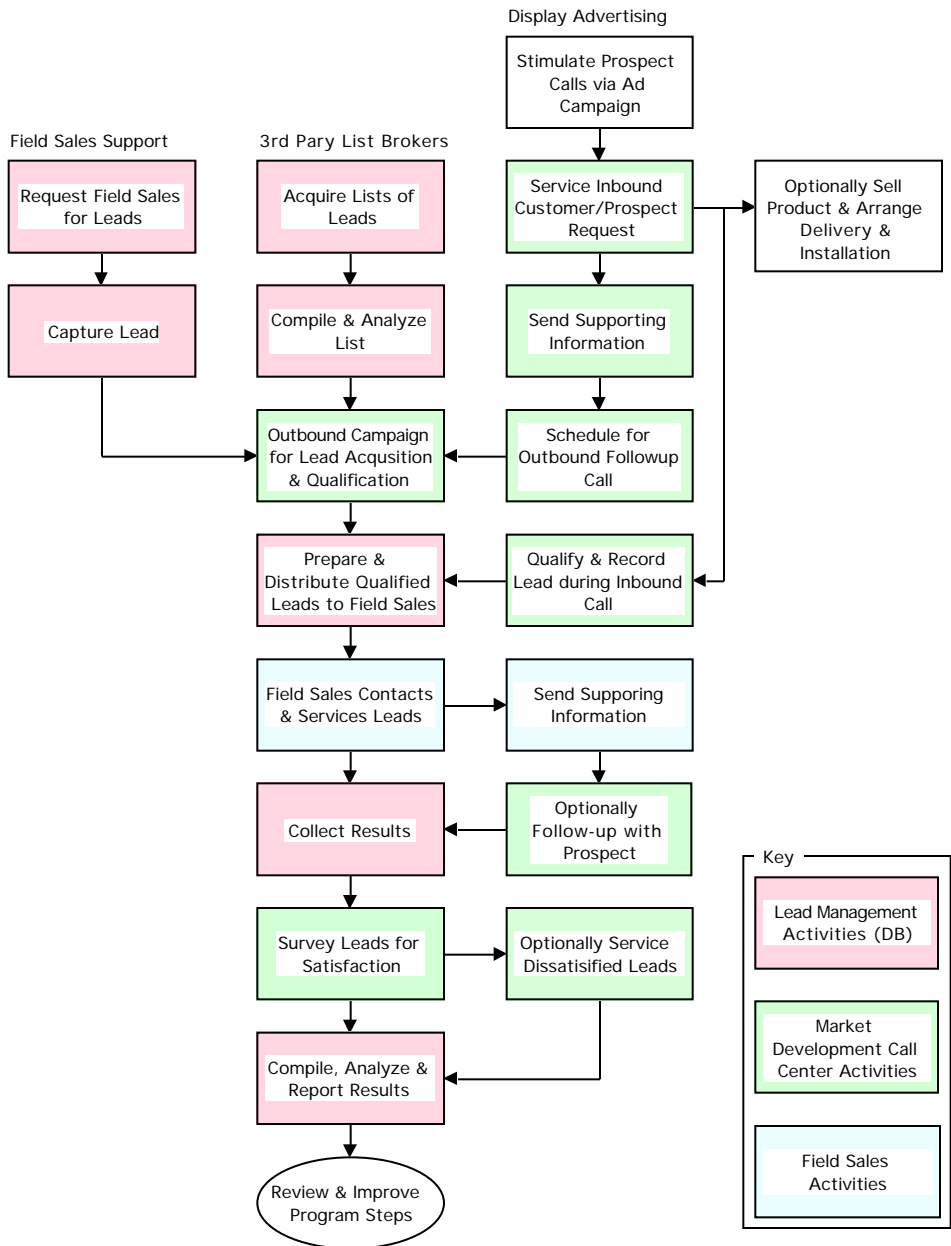 Display Advertising
Stimulate Prospect
Calls via Ad
Campaign
Field Sales Support
3rd Pary List Brokers
Request Field Sales
for Leads
Acquire Lists of
Leads
Service Inbound
Customer/Prospect
Request
Optionally Sell
Product & Arrange
Delivery &
Installation
Capture Lead
Compile & Analyze
List
Send Supporting
Information
Outbound Campaign
for Lead Acqusition
& Qualification
Schedule for
Outbound Followup
Call
Prepare &
Distribute Qualified
Leads to Field Sales
Qualify & Record
Lead during Inbound
Call
Field Sales Contacts
& Services Leads
Send Supporing
Information
Collect Results
Optionally
Follow-up with
Prospect
Survey Leads for
Satisfaction
Optionally Service
Dissatisified Leads
Compile, Analyze &
Report Results
Review & Improve
Program Steps
Key
Lead Management
Activities (DB)
Market
Development Call
Center Activities
Field Sales
Activities